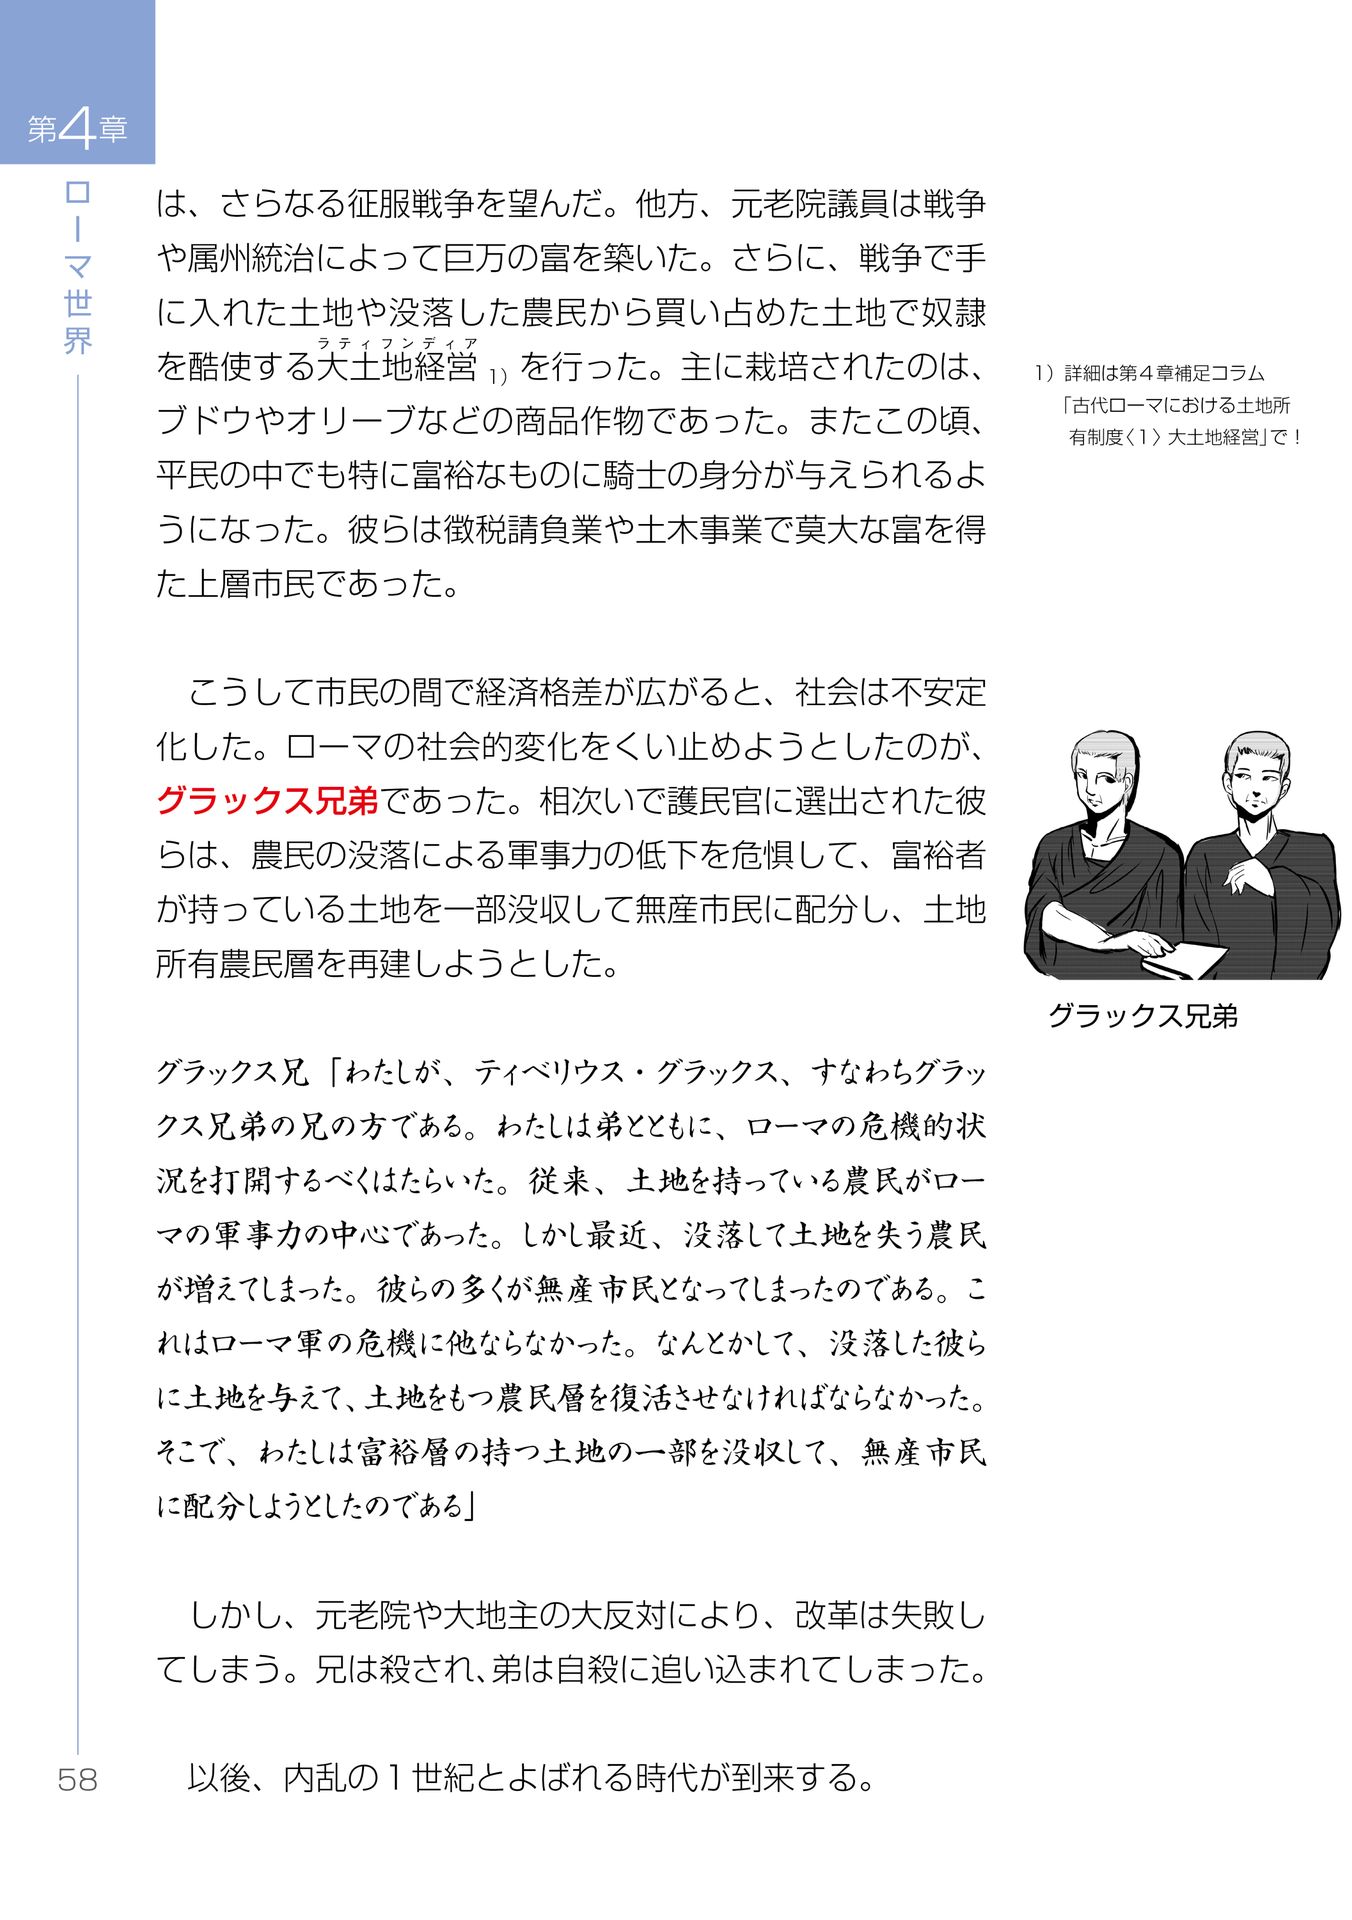 第4章
ローマ世界
は、さらなる征服戦争を望んだ。他方、元老院議員は戦争
や属州統治によって巨万の富を築いた。さらに、戦争で手
に入れた土地や没落した農民から買い占めた土地で奴隷
ラティフンディア
を酷使する大土地経営 1) を行った。主に栽培されたのは、
ブドウやオリーブなどの商品作物であった。またこの頃、
平民の中でも特に富裕なものに騎士の身分が与えられるよ
うになった。彼らは徴税請負業や土木事業で莫大な富を得
た上層市民であった。
1) 詳細は第4章補足コラム
「古代ローマにおける土地所
有制度〈1〉大土地経営」で!
こうして市民の間で経済格差が広がると、社会は不安定
化した。ローマの社会的変化をくい止めようとしたのが、
グラックス兄弟であった。相次いで護民官に選出された彼
らは、農民の没落による軍事力の低下を危惧して、富裕者
が持っている土地を一部没収して無産市民に配分し、土地
所有農民層を再建しようとした。
グラックス兄弟
グラックス兄「わたしが、ティベリウス・グラックス、すなわちグラッ
クス兄弟の兄の方である。わたしは弟とともに、ローマの危機的状
況を打開するべくはたらいた。従来、土地を持っている農民がロー
マの軍事力の中心であった。しかし最近、没落して土地を失う農民
が増えてしまった。彼らの多くが無産市民となってしまったのである。こ
れはローマ軍の危機に他ならなかった。なんとかして、没落した彼ら
に土地を与えて、土地をもつ農民層を復活させなければならなかった。
そこで、わたしは富裕層の持つ土地の一部を没収して、無産市民
に配分しようとしたのである」
しかし、元老院や大地主の大反対により、改革は失敗し
てしまう。兄は殺され、弟は自殺に追い込まれてしまった。
以後、内乱の1世紀とよばれる時代が到来する。
58